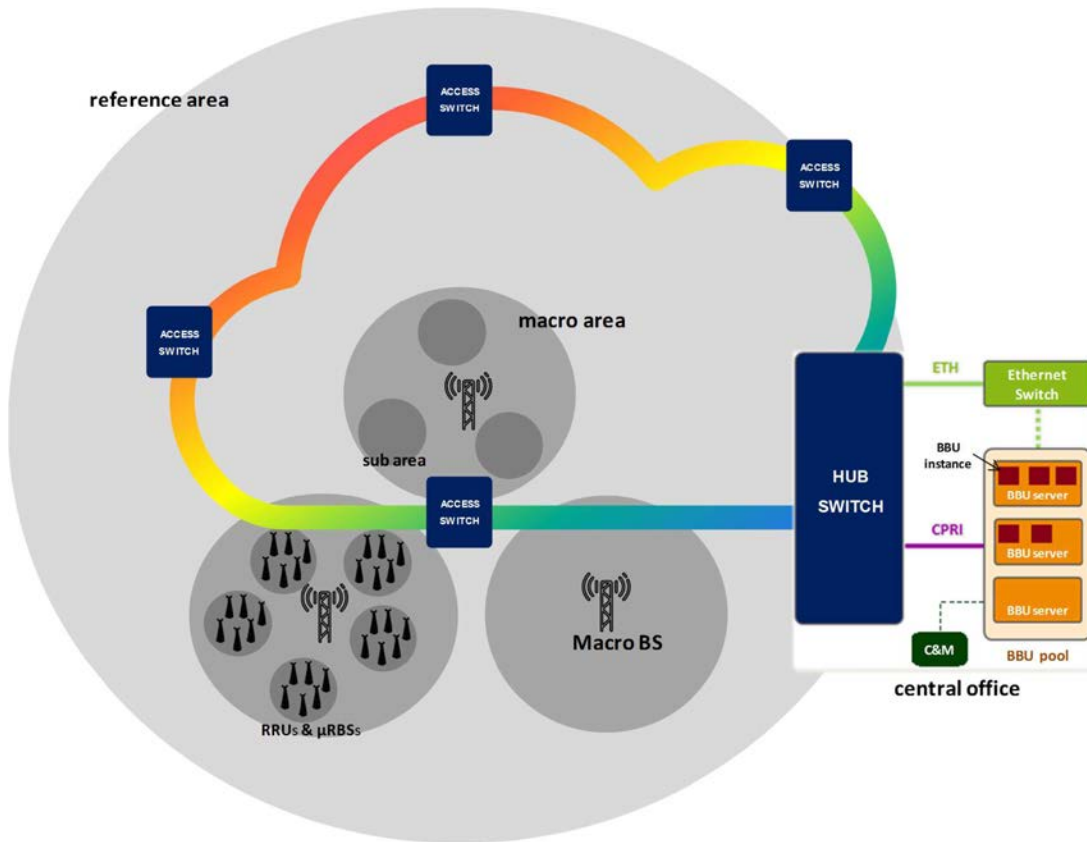 reference area
ACCESS
SWITCH
ACCESS
SWITCH
ACCESS
SWITCH
macro area
sub area
ACCESS
SWITCH
RRUs & µRBSs
Macro BS
HUB
SWITCH
ETH
Ethernet
Switch
BBU
instance
BBU server
CPRI
BBU server
BBU server
C&M
BBU pool
central office